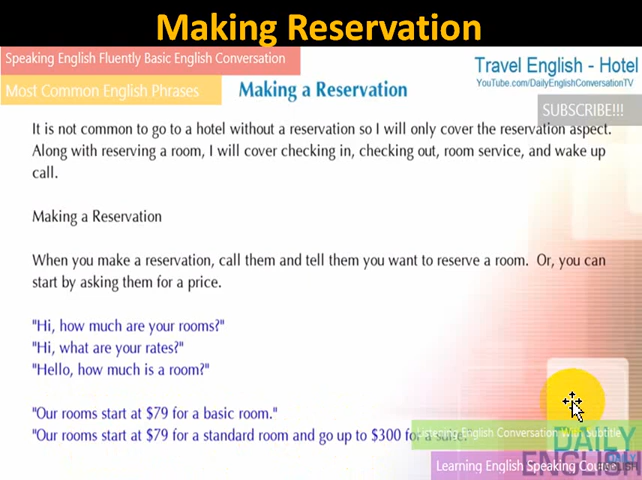 Making Reservation
Speaking English Fluently Basic English Conversation
Travel English - Hotel
YouTube.com/DailyEnglishConversationTV
Most Common English Phrases
Making a Reservation
SUBSCRIBE!!!
It is not common to go to a hotel without a reservation so I will only cover the reservation aspect.
Along with reserving a room, I will cover checking in, checking out, room service, and wake up
call.
Making a Reservation
When you make a reservation, call them and tell them you want to reserve a room. Or, you can
start by asking them for a price.
"Hi, how much are your rooms?"
"Hi, what are your rates?"
"Hello, how much is a room?"
"Our rooms start at $79 for a basic room."
"Our rooms start at $79 for a standard room and go up to $300 for a suite."
Listening English Conversation With Subtitle
DAILY
ENGLISH
Learning English Speaking Course